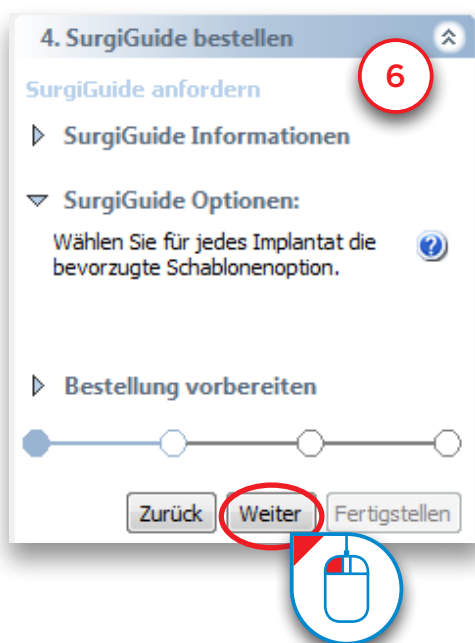 4. SurgiGuide bestellen
6
SurgiGuide anfordern
SurgiGuide Informationen
SurgiGuide Optionen:
Wählen Sie für jedes Implantat die
bevorzugte Schablonenoption.
?
Bestellung vorbereiten
Zurück Weiter Fertigstellen